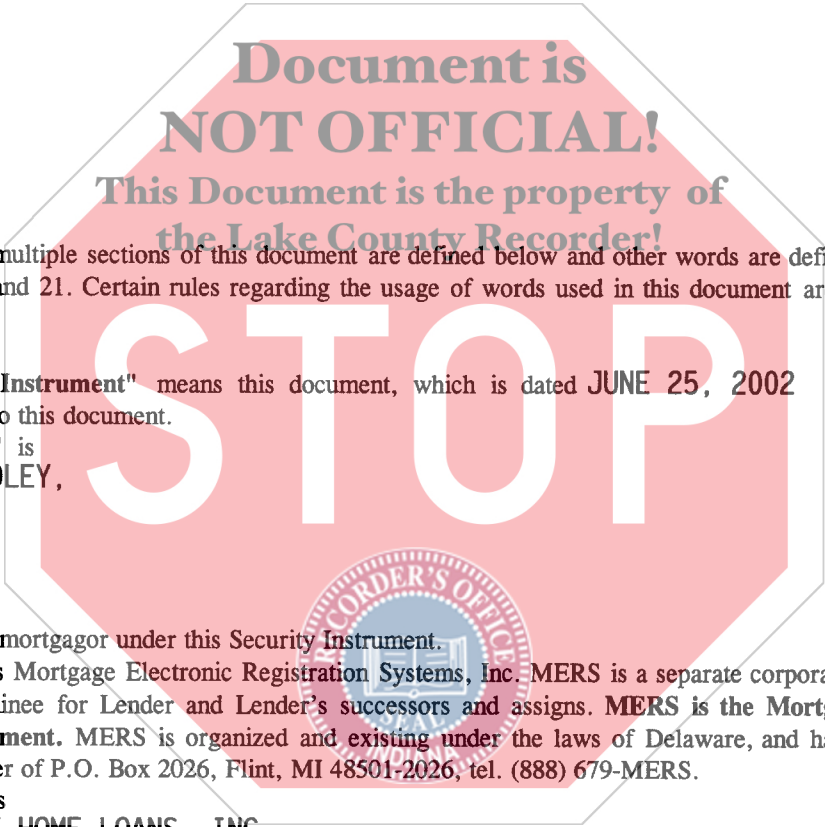 Document is
NOT OFFICIAL!
This Document is the property of
the Lake County Recorder!
multiple sections of this document are defined below and other words are defi
and 21. Certain rules regarding the usage of words used in this document ar
STOP
Instrument" means this document, which is dated JUNE 25, 2002
o this document.
" is
LEY,
RECORDER'S OFFICE
SEAL
INDIANA
mortgagor under this Security Instrument.
s Mortgage Electronic Registration Systems, Inc. MERS is a separate corpora
inee for Lender and Lender's successors and assigns. MERS is the Mortg
ment. MERS is organized and existing under the laws of Delaware, and ha
er of P.O. Box 2026, Flint, MI 48501-2026, tel. (888) 679-MERS.
s
HOME LOANS, INC